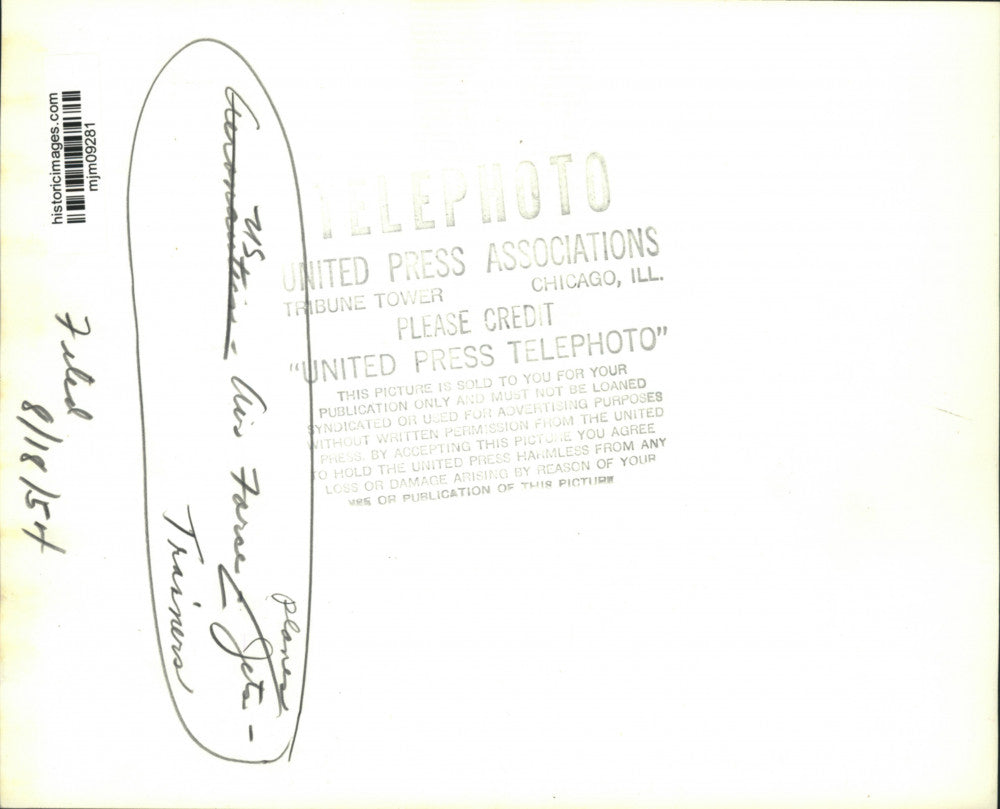 historicimages.com
mjm09281
Filed
8/18/54
US
Aeronautics - Air Force Jets -
Planes
Trainers
TELEPHOTO
UNITED PRESS ASSOCIATIONS
TRIBUNE TOWER CHICAGO, ILL.
PLEASE CREDIT
"UNITED PRESS TELEPHOTO"
THIS PICTURE IS SOLD TO YOU FOR YOUR
PUBLICATION ONLY AND MUST NOT BE LOANED
SYNDICATED OR USED FOR ADVERTISING PURPOSES
WITHOUT WRITTEN PERMISSION FROM THE UNITED
PRESS. BY ACCEPTING THIS PICTURE YOU AGREE
TO HOLD THE UNITED PRESS HARMLESS FROM ANY
LOSS OR DAMAGE ARISING BY REASON OF YOUR
USE OR PUBLICATION OF THIS PICTURE